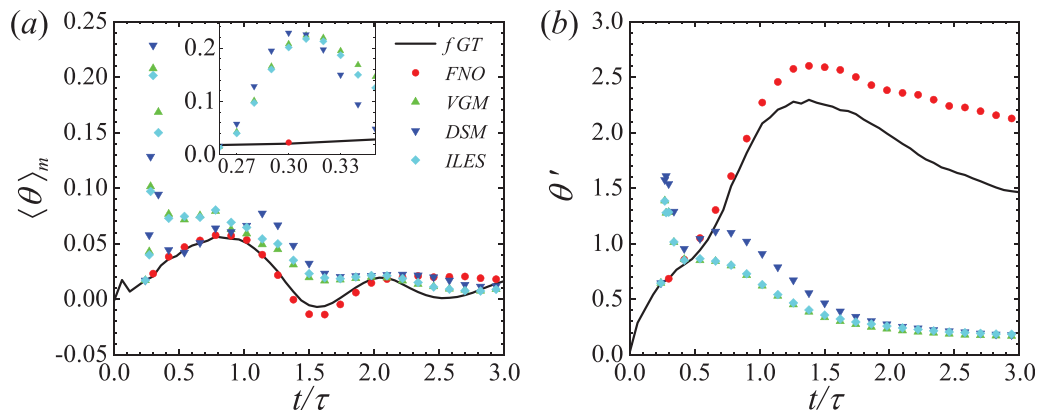 (a)
0.25
0.20
0.15
0.10
0.05
0.00
-0.05
⟨θ⟩m
0.0 0.5 1.0 1.5 2.0 2.5 3.0
t/τ
0.2
0.1
0.0
0.27 0.30 0.33
fGT
FNO
VGM
DSM
ILES
(b)
3.0
2.5
2.0
1.5
1.0
0.5
0.0
θ'
0.0 0.5 1.0 1.5 2.0 2.5 3.0
t/τ